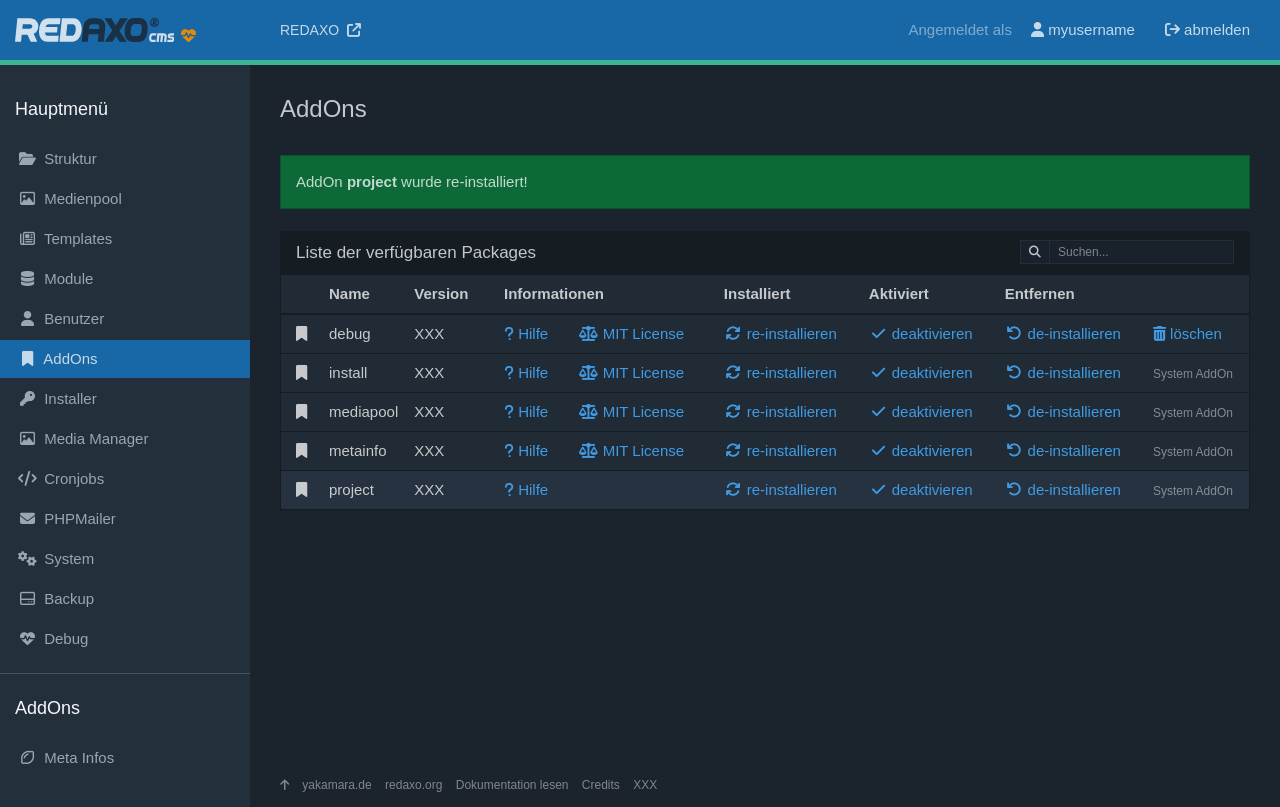 REDAXO® cms
REDAXO
Angemeldet als myusername abmelden
Hauptmenü
Struktur
Medienpool
Templates
Module
Benutzer
AddOns
Installer
Media Manager
Cronjobs
PHPMailer
System
Backup
Debug
AddOns
Meta Infos
AddOns
AddOn project wurde re-installiert!
Liste der verfügbaren Packages
Suchen...
Name Version Informationen Installiert Aktiviert Entfernen
debug XXX Hilfe MIT License re-installieren deaktivieren de-installieren löschen
install XXX Hilfe MIT License re-installieren deaktivieren de-installieren System AddOn
mediapool XXX Hilfe MIT License re-installieren deaktivieren de-installieren System AddOn
metainfo XXX Hilfe MIT License re-installieren deaktivieren de-installieren System AddOn
project XXX Hilfe re-installieren deaktivieren de-installieren System AddOn
yakamara.de redaxo.org Dokumentation lesen Credits XXX